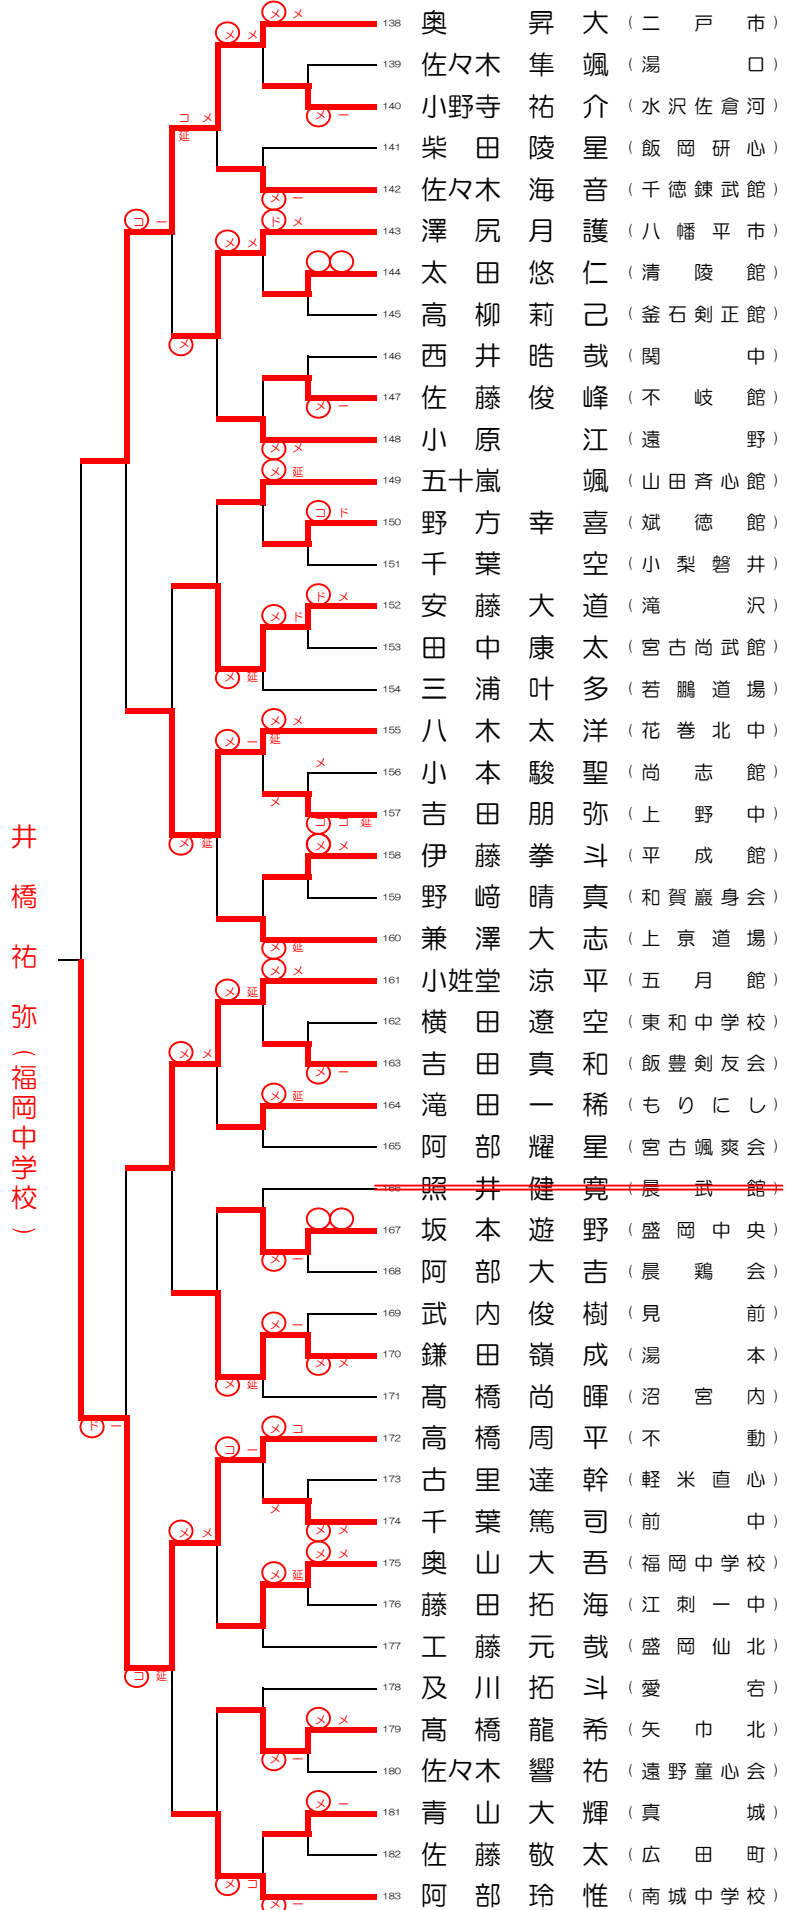 138 奥 昇 大 (二戸市)
139 佐々木 隼 颯 (湯口)
140 小野寺 祐 介 (水沢佐倉河)
141 柴 田 陵 星 (飯岡研心)
142 佐々木 海 音 (千徳錬武館)
143 澤 尻 月 護 (八幡平市)
144 太 田 悠 仁 (清陵館)
145 高 柳 莉 己 (釜石剣正館)
146 西 井 晧 哉 (関中)
147 佐 藤 俊 峰 (不岐館)
148 小 原 江 (遠野)
149 五十嵐 颯 (山田斉心館)
150 野 方 幸 喜 (斌徳館)
151 千 葉 空 (小梨磐井)
152 安 藤 大 道 (滝沢)
153 田 中 康 太 (宮古尚武館)
154 三 浦 叶 多 (若鵬道場)
155 八 木 太 洋 (花巻北中)
156 小 本 駿 聖 (尚志館)
157 吉 田 朋 弥 (上野中)
158 伊 藤 拳 斗 (平成館)
159 野 﨑 晴 真 (和賀巖身会)
160 兼 澤 大 志 (上京道場)
161 小姓堂 涼 平 (五月館)
162 横 田 遼 空 (東和中学校)
163 吉 田 真 和 (飯豊剣友会)
164 滝 田 一 稀 (もりにし)
165 阿 部 耀 星 (宮古颯爽会)
166 照 井 健 寛 (晨武館)
167 坂 本 遊 野 (盛岡中央)
168 阿 部 大 吉 (晨鶏会)
169 武 内 俊 樹 (見前)
170 鎌 田 嶺 成 (湯本)
171 髙 橋 尚 暉 (沼宮内)
172 高 橋 周 平 (不動)
173 古 里 達 幹 (軽米直心)
174 千 葉 篤 司 (前中)
175 奥 山 大 吾 (福岡中学校)
176 藤 田 拓 海 (江刺一中)
177 工 藤 元 哉 (盛岡仙北)
178 及 川 拓 斗 (愛宕)
179 髙 橋 龍 希 (矢巾北)
180 佐々木 響 祐 (遠野童心会)
181 青 山 大 輝 (真城)
182 佐 藤 敬 太 (広田町)
183 阿 部 玲 惟 (南城中学校)
井橋祐弥(福岡中学校)